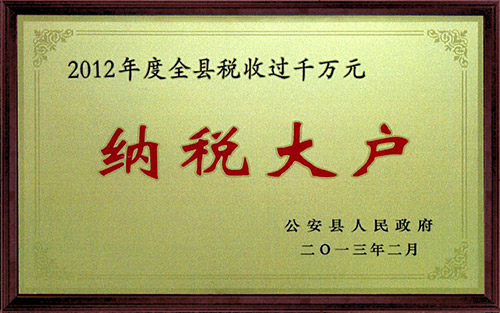 2012年度全县税收过千万元
纳税大户
公安县人民政府
二〇一三年二月